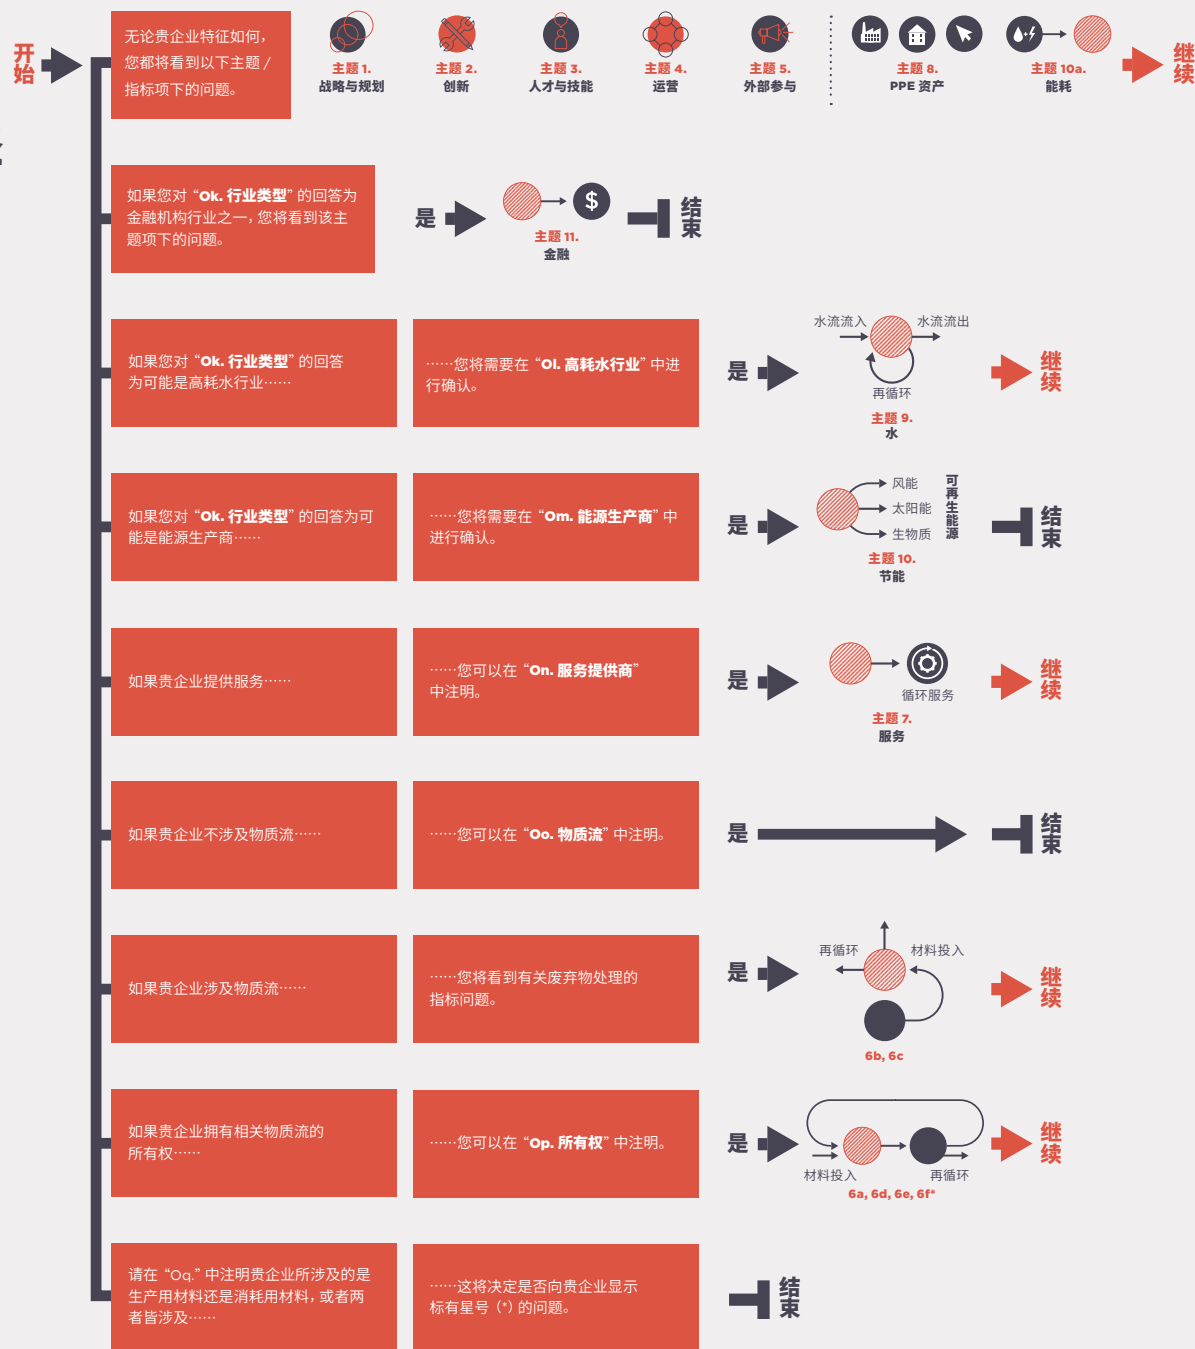 开始
无论贵企业特征如何，
您都将看到以下主题 /
指标项下的问题。
主题 1.
战略与规划
主题 2.
创新
主题 3.
人才与技能
主题 4.
运营
主题 5.
外部参与
主题 8.
PPE 资产
主题 10a.
能耗
继续
如果您对 “Ok. 行业类型” 的回答为
金融机构行业之一，您将看到该主
题项下的问题。
是
$
主题 11.
金融
结束
如果您对 “Ok. 行业类型” 的回答
为可能是高耗水行业……
……您将需要在 “Ol. 高耗水行业” 中进
行确认。
是
水流流入
水流流出
再循环
主题 9.
水
继续
如果您对 “Ok. 行业类型” 的回答为可
能是能源生产商……
……您将需要在 “Om. 能源生产商” 中
进行确认。
是
风能
太阳能
生物质
可再生能源
主题 10.
节能
结束
如果贵企业提供服务……
……您可以在 “On. 服务提供商”
中注明。
是
循环服务
主题 7.
服务
继续
如果贵企业不涉及物质流……
……您可以在 “Oo. 物质流” 中注明。
是
结束
如果贵企业涉及物质流……
……您将看到有关废弃物处理的
指标问题。
是
再循环
材料投入
6b, 6c
继续
如果贵企业拥有相关物质流的
所有权……
……您可以在 “Op. 所有权” 中注明。
是
材料投入
再循环
6a, 6d, 6e, 6f*
继续
请在 “Oq.” 中注明贵企业所涉及的是
生产用材料还是消耗用材料，或者两
者皆涉及……
……这将决定是否向贵企业显示
标有星号 (*) 的问题。
结束